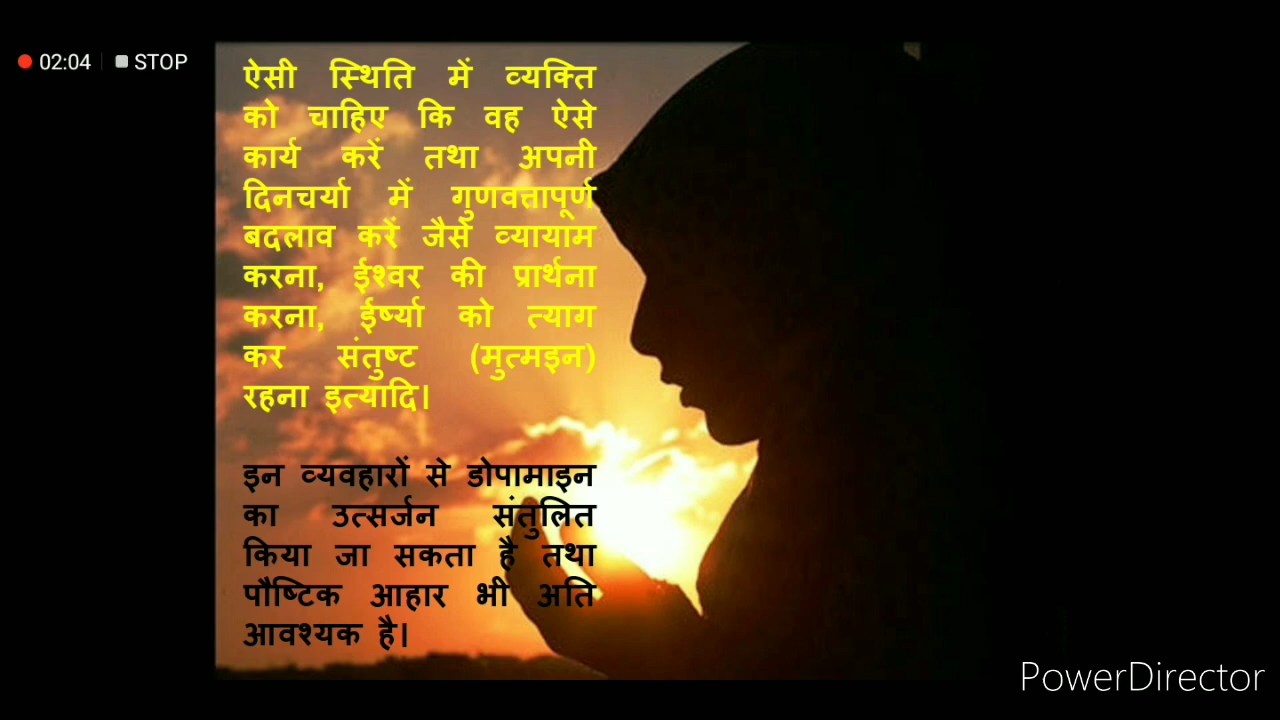 02:04 STOP
ऐसी स्थिति में व्यक्ति
को चाहिए कि वह ऐसे
कार्य करें तथा अपनी
दिनचर्या में गुणवत्तापूर्ण
बदलाव करें जैसे व्यायाम
करना, ईश्वर की प्रार्थना
करना, ईर्ष्या को त्याग
कर संतुष्ट (मुत्मइन)
रहना इत्यादि।
इन व्यवहारों से डोपामाइन
का उत्सर्जन संतुलित
किया जा सकता है तथा
पौष्टिक आहार भी अति
आवश्यक है।
PowerDirector